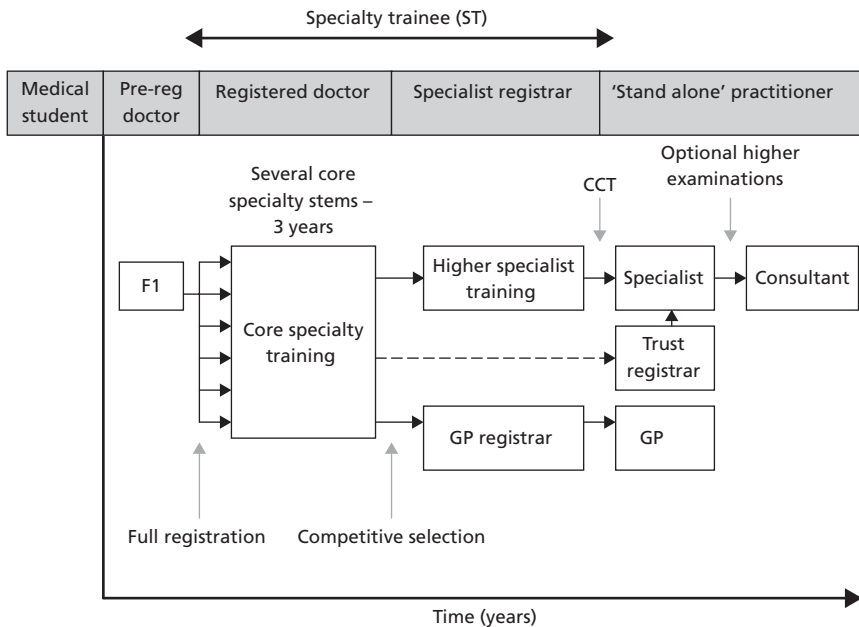 Specialty trainee (ST)
Medical
student
Pre-reg
doctor
Registered doctor
Specialist registrar
‘Stand alone’ practitioner
Several core
specialty stems –
3 years
CCT
Optional higher
examinations
F1
Core specialty
training
Higher specialist
training
Specialist
Consultant
Trust
registrar
GP registrar
GP
Full registration
Competitive selection
Time (years)